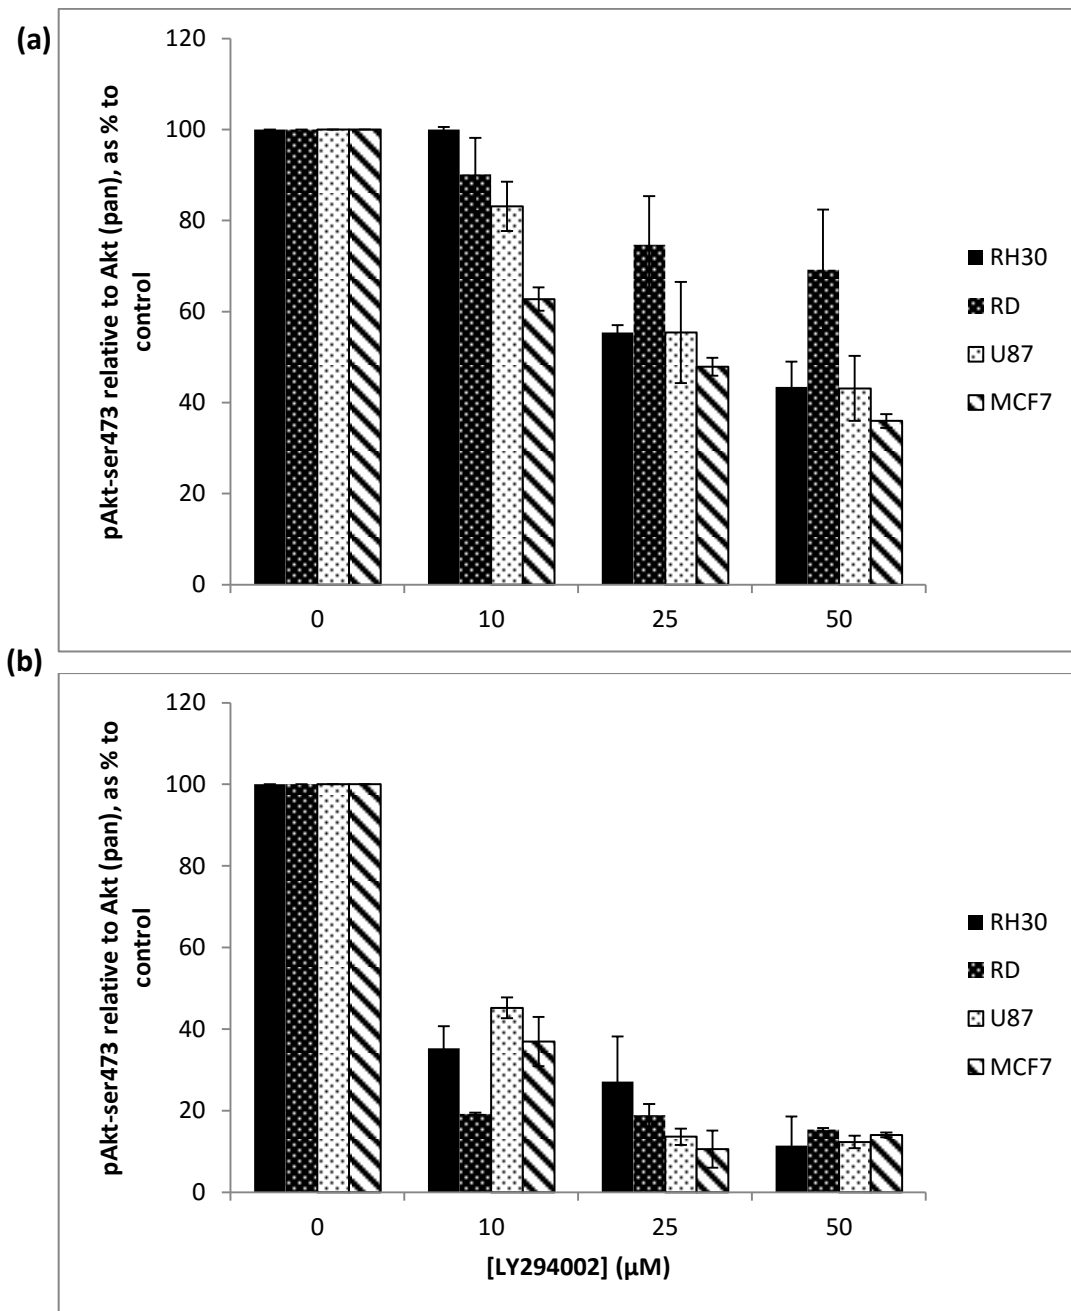 (a)
pAkt-ser473 relative to Akt (pan), as % to
control
120
100
80
60
40
20
0
0 10 25 50
RH30
RD
U87
MCF7
(b)
pAkt-ser473 relative to Akt (pan), as % to
control
120
100
80
60
40
20
0
0 10 25 50
[LY294002] (µM)
RH30
RD
U87
MCF7